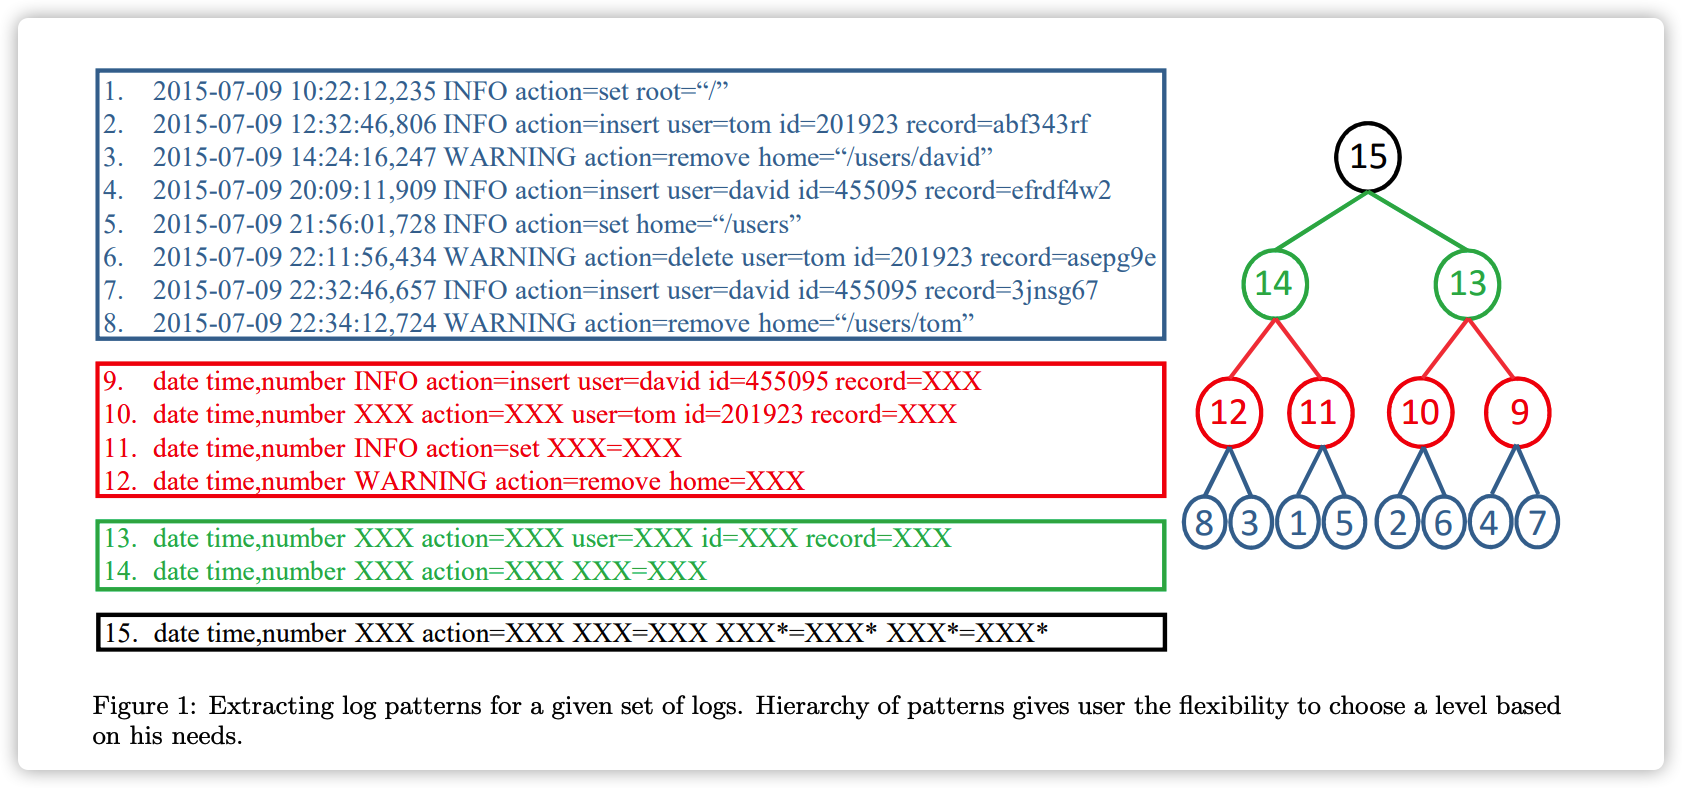 1. 2015-07-09 10:22:12,235 INFO action=set root=“/”
2. 2015-07-09 12:32:46,806 INFO action=insert user=tom id=201923 record=abf343rf
3. 2015-07-09 14:24:16,247 WARNING action=remove home=“/users/david”
4. 2015-07-09 20:09:11,909 INFO action=insert user=david id=455095 record=efrdf4w2
5. 2015-07-09 21:56:01,728 INFO action=set home=“/users”
6. 2015-07-09 22:11:56,434 WARNING action=delete user=tom id=201923 record=asepg9e
7. 2015-07-09 22:32:46,657 INFO action=insert user=david id=455095 record=3jnsg67
8. 2015-07-09 22:34:12,724 WARNING action=remove home=“/users/tom”
9. date time,number INFO action=insert user=david id=455095 record=XXX
10. date time,number XXX action=XXX user=tom id=201923 record=XXX
11. date time,number INFO action=set XXX=XXX
12. date time,number WARNING action=remove home=XXX
13. date time,number XXX action=XXX user=XXX id=XXX record=XXX
14. date time,number XXX action=XXX XXX=XXX
15. date time,number XXX action=XXX XXX=XXX XXX*=XXX* XXX*=XXX*
15
14 13
12 11 10 9
8 3 1 5 2 6 4 7
Figure 1: Extracting log patterns for a given set of logs. Hierarchy of patterns gives user the flexibility to choose a level based
on his needs.